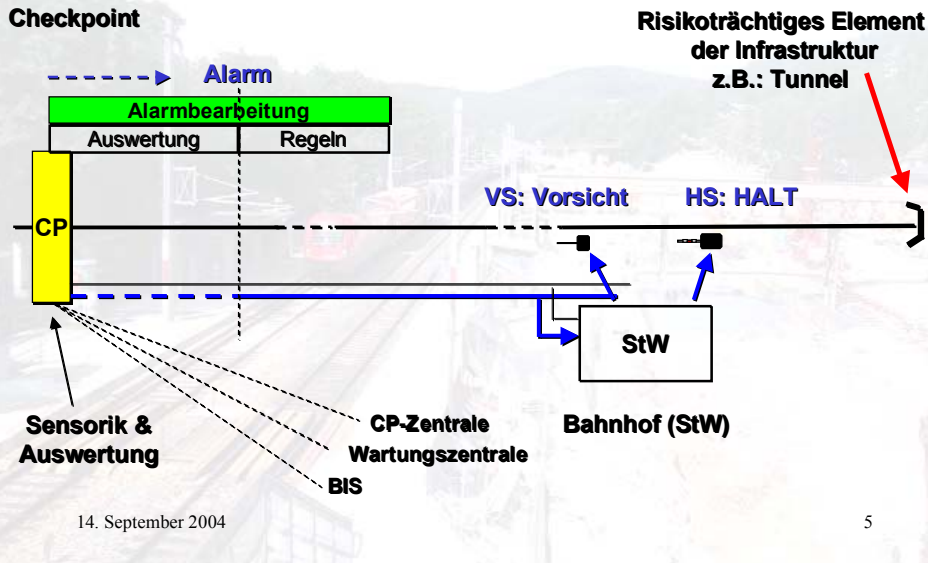 Checkpoint
Risikoträchtiges Element
der Infrastruktur
z.B.: Tunnel
Alarm
Alarmbearbeitung
Auswertung
Regeln
VS: Vorsicht
HS: HALT
CP
StW
Sensorik &
Auswertung
CP-Zentrale
Wartungszentrale
BIS
Bahnhof (StW)
14. September 2004
5